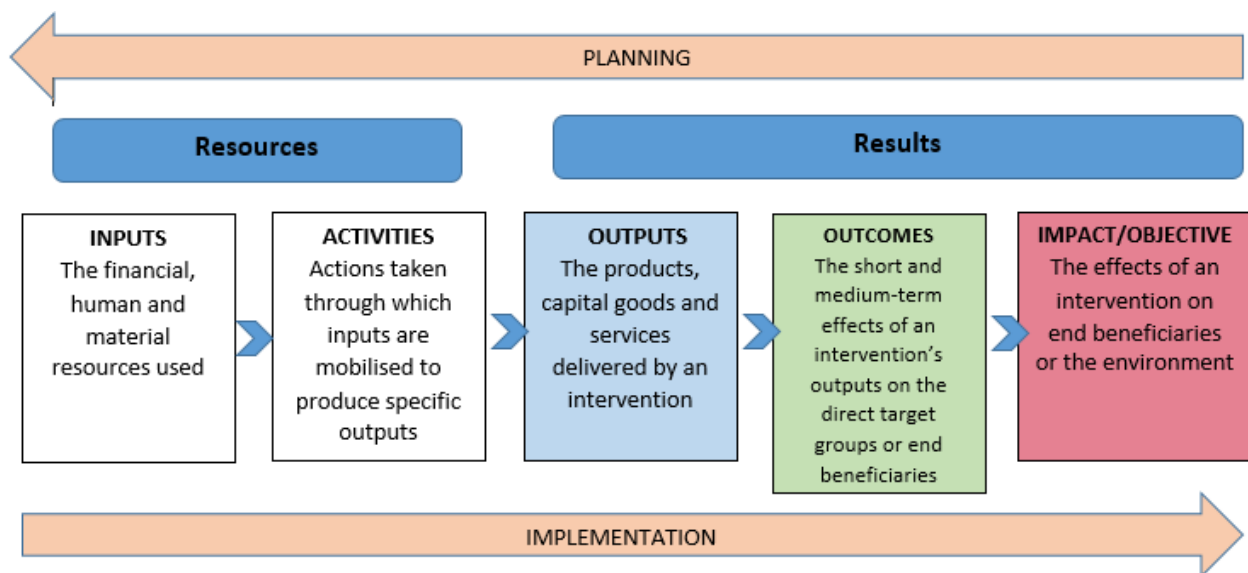 PLANNING
Resources
Results
INPUTS
The financial,
human and
material
resources used
ACTIVITIES
Actions taken
through which
inputs are
mobilised to
produce specific
outputs
OUTPUTS
The products,
capital goods and
services
delivered by an
intervention
OUTCOMES
The short and
medium-term
effects of an
intervention's
outputs on the
direct target
groups or end
beneficiaries
IMPACT/OBJECTIVE
The effects of an
intervention on
end beneficiaries
or the environment
IMPLEMENTATION